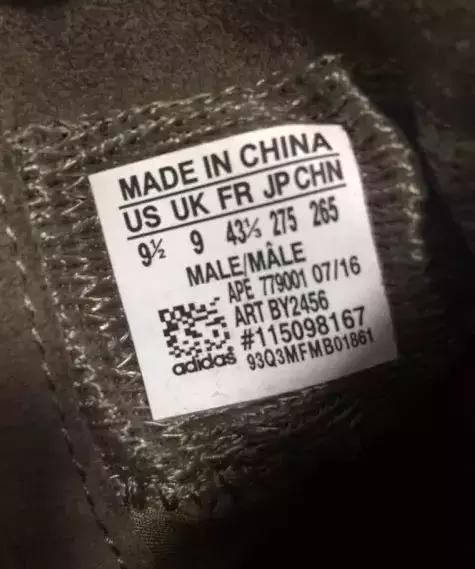 MADE IN CHINA
US UK FR JP CHN
9½ 9 43⅓ 275 265
MALE/MÂLE
APE 779001 07/16
ART BY2456
#115098167
adidas 93Q3MFMB01861